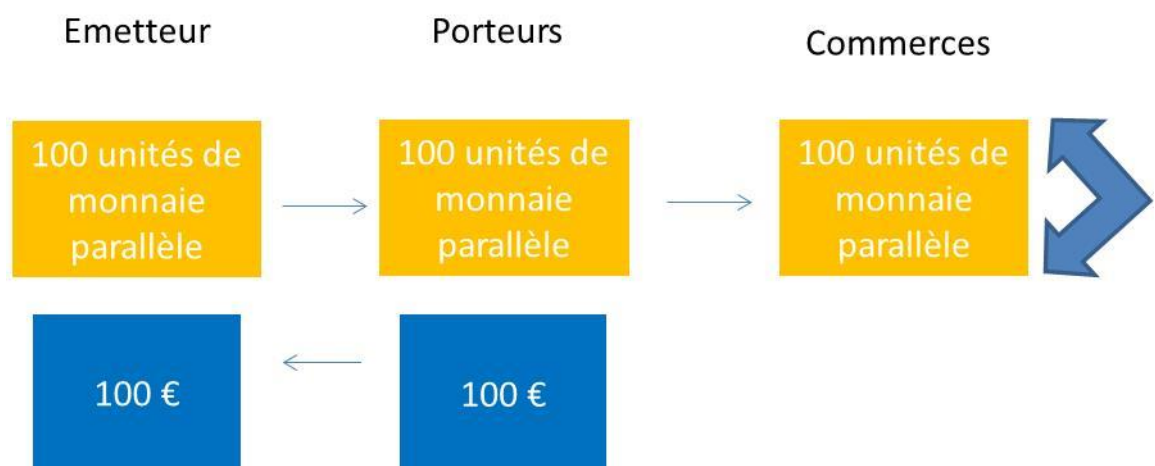 Emetteur
Porteurs
Commerces
100 unités de
monnaie
parallèle
100 unités de
monnaie
parallèle
100 unités de
monnaie
parallèle
100 €
100 €